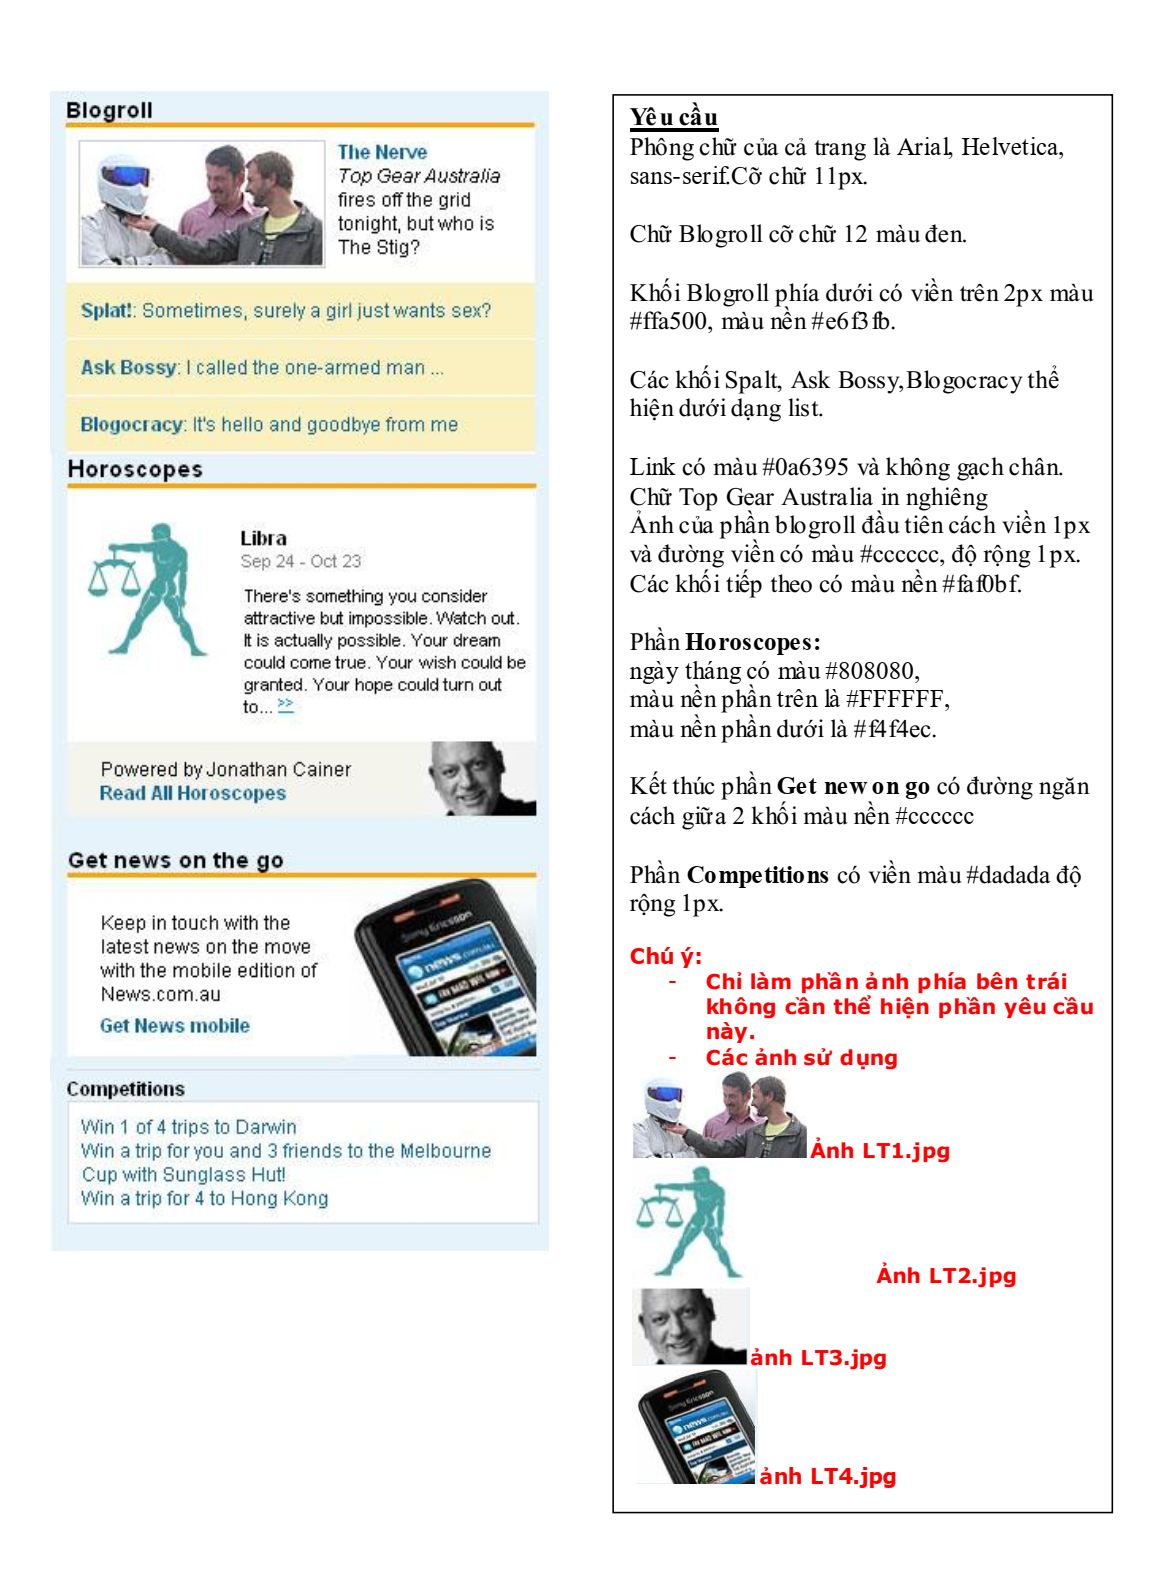 Blogroll
The Nerve
Top Gear Australia
fires off the grid
tonight, but who is
The Stig?
Splat!: Sometimes, surely a girl just wants sex?
Ask Bossy: I called the one-armed man ...
Blogocracy: It's hello and goodbye from me
Horoscopes
Libra
Sep 24 - Oct 23
There's something you consider
attractive but impossible. Watch out.
It is actually possible. Your dream
could come true. Your wish could be
granted. Your hope could turn out
to... >>
Powered by Jonathan Cainer
Read All Horoscopes
Get news on the go
Keep in touch with the
latest news on the move
with the mobile edition of
News.com.au
Get News mobile
Sony Ericsson
news.com.au
Competitions
Win 1 of 4 trips to Darwin
Win a trip for you and 3 friends to the Melbourne
Cup with Sunglass Hut!
Win a trip for 4 to Hong Kong
Yêu cầu
Phông chữ của cả trang là Arial, Helvetica,
sans-serif.Cỡ chữ 11px.
Chữ Blogroll cỡ chữ 12 màu đen.
Khối Blogroll phía dưới có viền trên 2px màu
#ffa500, màu nền #e6f3fb.
Các khối Spalt, Ask Bossy,Blogocracy thể
hiện dưới dạng list.
Link có màu #0a6395 và không gạch chân.
Chữ Top Gear Australia in nghiêng
Ảnh của phần blogroll đầu tiên cách viền 1px
và đường viền có màu #cccccc, độ rộng 1px.
Các khối tiếp theo có màu nền #faf0bf.
Phần Horoscopes:
ngày tháng có màu #808080,
màu nền phần trên là #FFFFFF,
màu nền phần dưới là #f4f4ec.
Kết thúc phần Get new on go có đường ngăn
cách giữa 2 khối màu nền #cccccc
Phần Competitions có viền màu #dadada độ
rộng 1px.
Chú ý:
- Chỉ làm phần ảnh phía bên trái
không cần thể hiện phần yêu cầu
này.
- Các ảnh sử dụng
Ảnh LT1.jpg
Ảnh LT2.jpg
ảnh LT3.jpg
Sony Ericsson
news.com.au
ảnh LT4.jpg